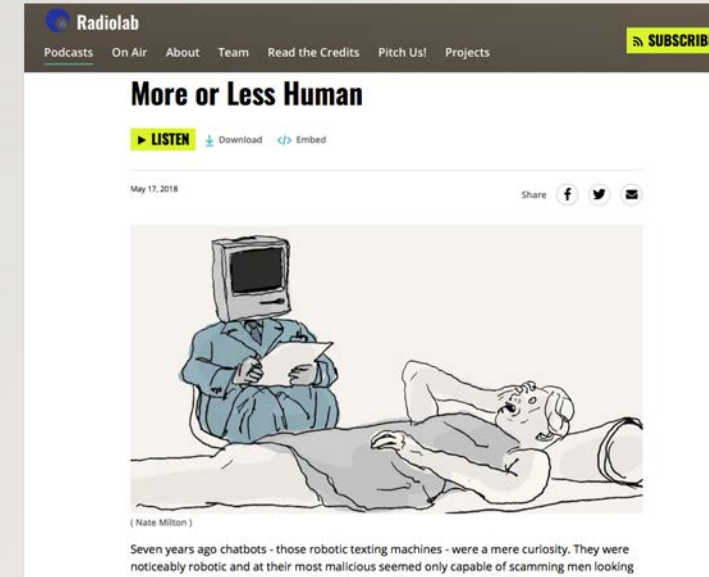 Radiolab
Podcasts On Air About Team Read the Credits Pitch Us! Projects
SUBSCRIBE
More or Less Human
LISTEN Download </> Embed
May 17, 2018
Share
( Nate Milton )
Seven years ago chatbots - those robotic texting machines - were a mere curiosity. They were
noticeably robotic and at their most malicious seemed only capable of scamming men looking